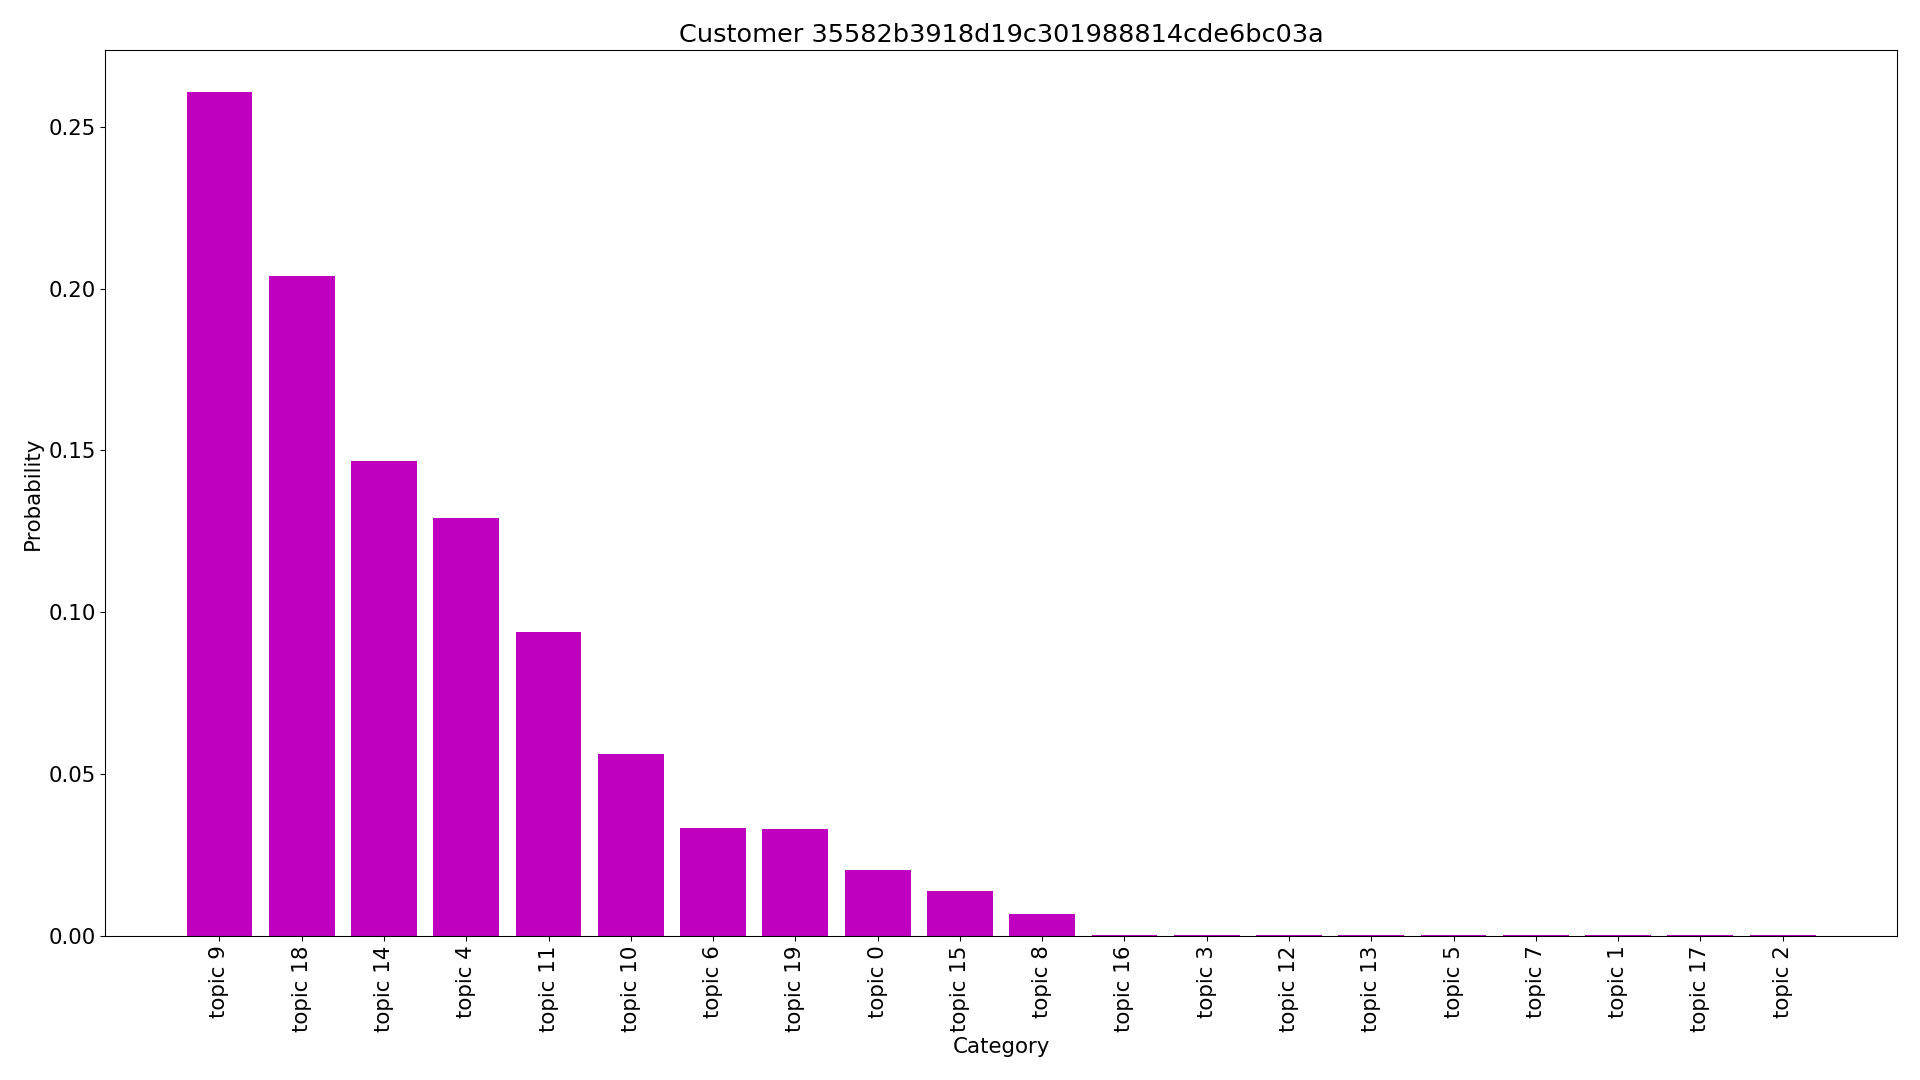 Customer 35582b3918d19c301988814cde6bc03a
Probability
0.25
0.20
0.15
0.10
0.05
0.00
topic 9
topic 18
topic 14
topic 4
topic 11
topic 10
topic 6
topic 19
topic 0
topic 15
topic 8
topic 16
topic 3
topic 12
topic 13
topic 5
topic 7
topic 1
topic 17
topic 2
Category